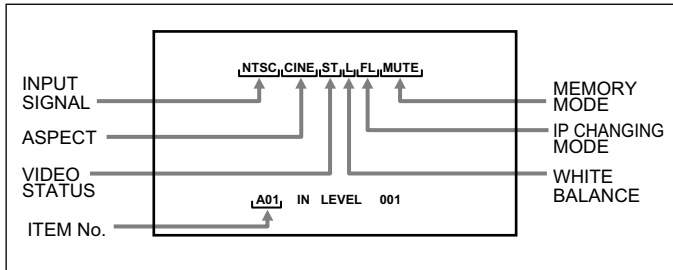 NTSC CINE ST L FL MUTE
INPUT
SIGNAL
ASPECT
VIDEO
STATUS
ITEM No.
MEMORY
MODE
IP CHANGING
MODE
WHITE
BALANCE
A01 IN LEVEL 001